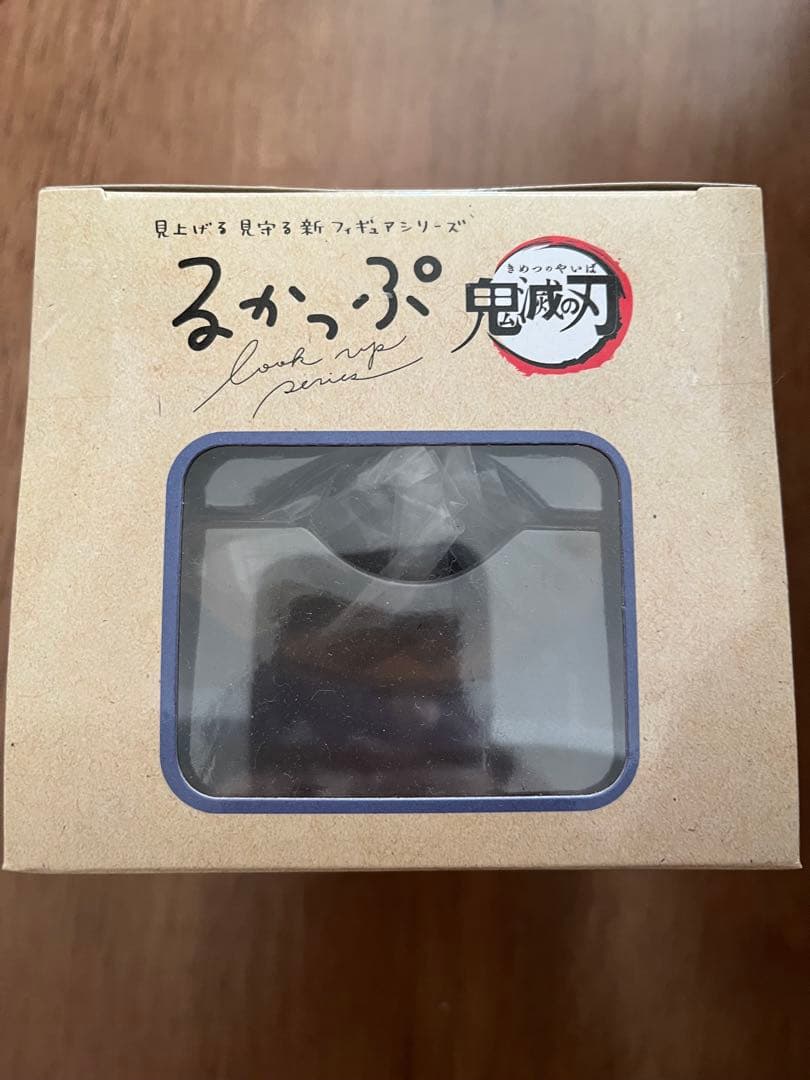 見上げる 見守る 新 フィギュアシリーズ
るかっぷ
look up
series
きめつのやいば
鬼滅の刃